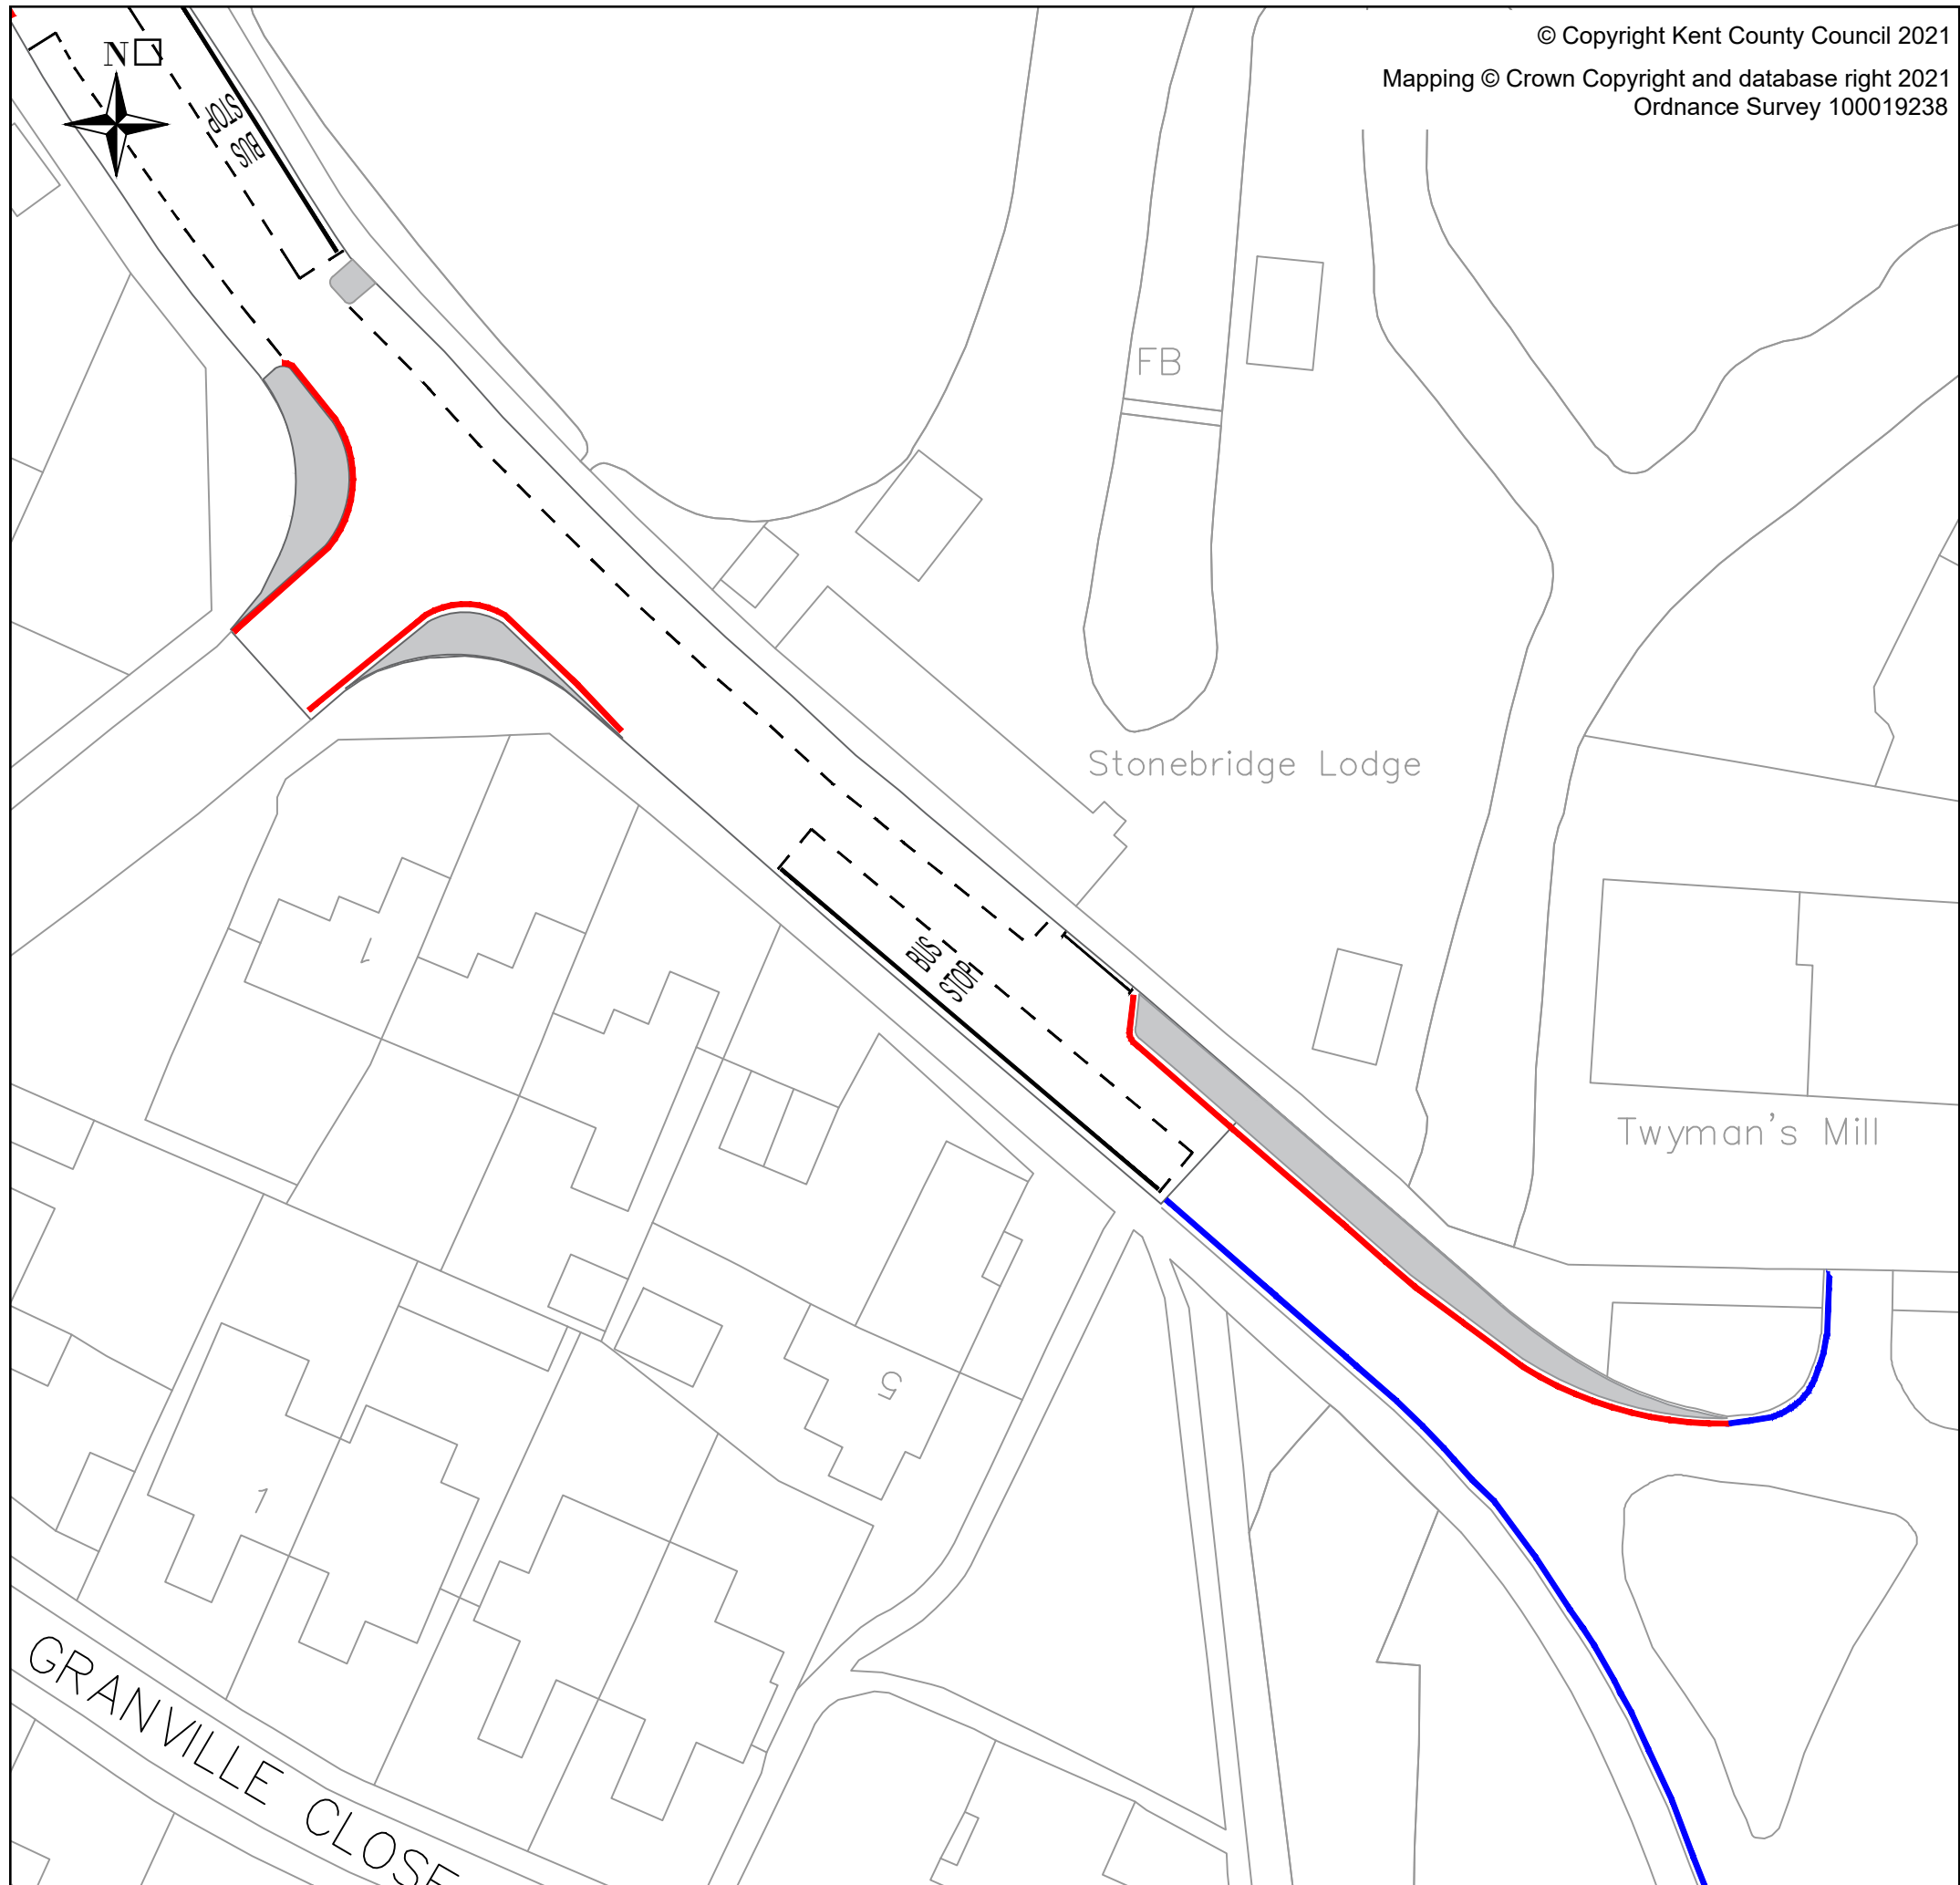 © Copyright Kent County Council 2021
Mapping © Crown Copyright and database right 2021
Ordnance Survey 100019238
N
BUS
STOP
FB
Stonebridge Lodge
BUS
STOP
Twyman's Mill
7
5
1
GRANVILLE CLOSE